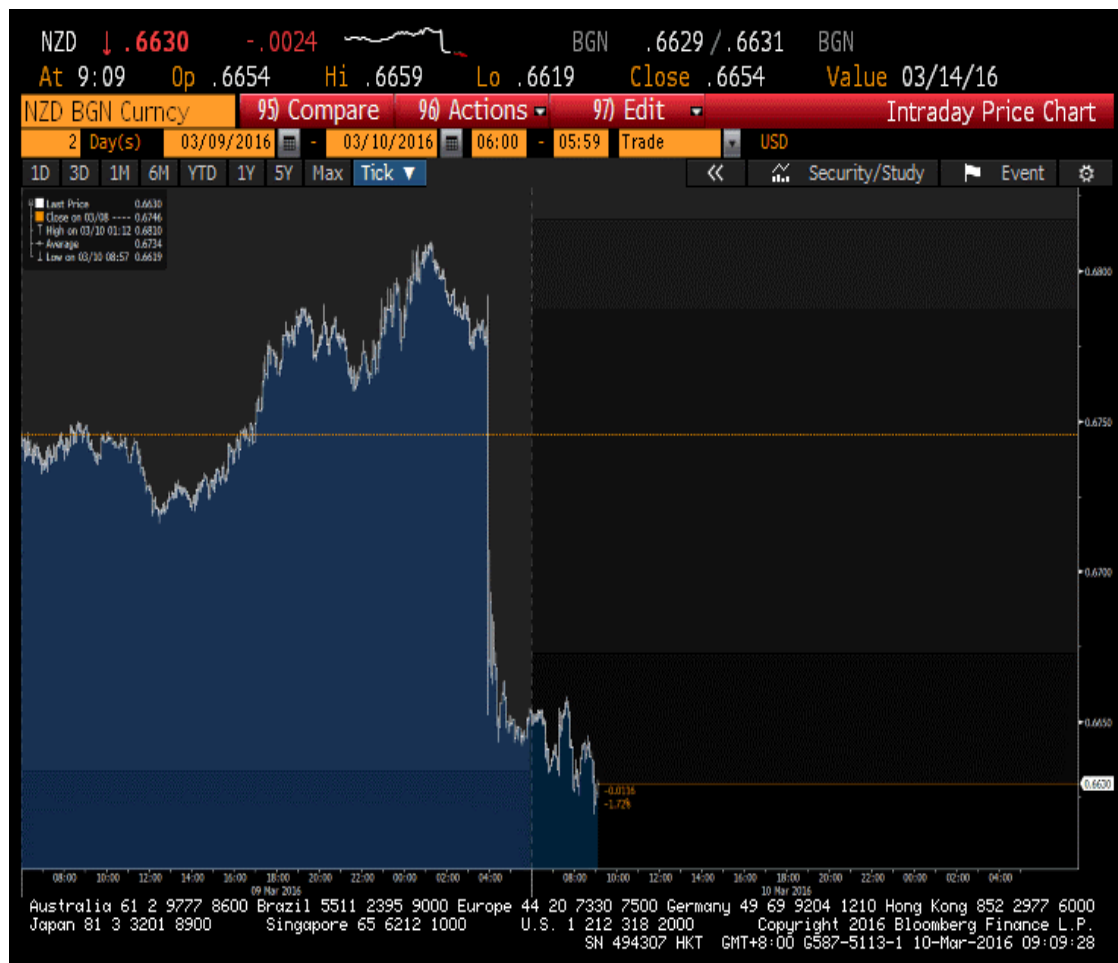 NZD ↓ .6630 -.0024 BGN .6629 / .6631 BGN
At 9:09 Op .6654 Hi .6659 Lo .6619 Close .6654 Value 03/14/16
NZD BGN Curncy 95) Compare 96) Actions 97) Edit Intraday Price Chart
2 Day(s) 03/09/2016 - 03/10/2016 06:00 - 05:59 Trade USD
1D 3D 1M 6M YTD 1Y 5Y Max Tick ▼ « Security/Study Event
Last Price 0.6630
Close on 03/08 ---- 0.6746
High on 03/10 01:12 0.6810
Average 0.6734
Low on 03/10 08:57 0.6619
0.6800
0.6750
0.6700
0.6650
0.6630
-0.0116
-1.72%
08:00 10:00 12:00 14:00 16:00 18:00 20:00 22:00 00:00 02:00 04:00 08:00 10:00 12:00 14:00 16:00 18:00 20:00 22:00 00:00 02:00 04:00
09 Mar 2016 10 Mar 2016
Australia 61 2 9777 8600 Brazil 5511 2395 9000 Europe 44 20 7330 7500 Germany 49 69 9204 1210 Hong Kong 852 2977 6000
Japan 81 3 3201 8900 Singapore 65 6212 1000 U.S. 1 212 318 2000 Copyright 2016 Bloomberg Finance L.P.
SN 494307 HKT GMT+8:00 G587-5113-1 10-Mar-2016 09:09:28